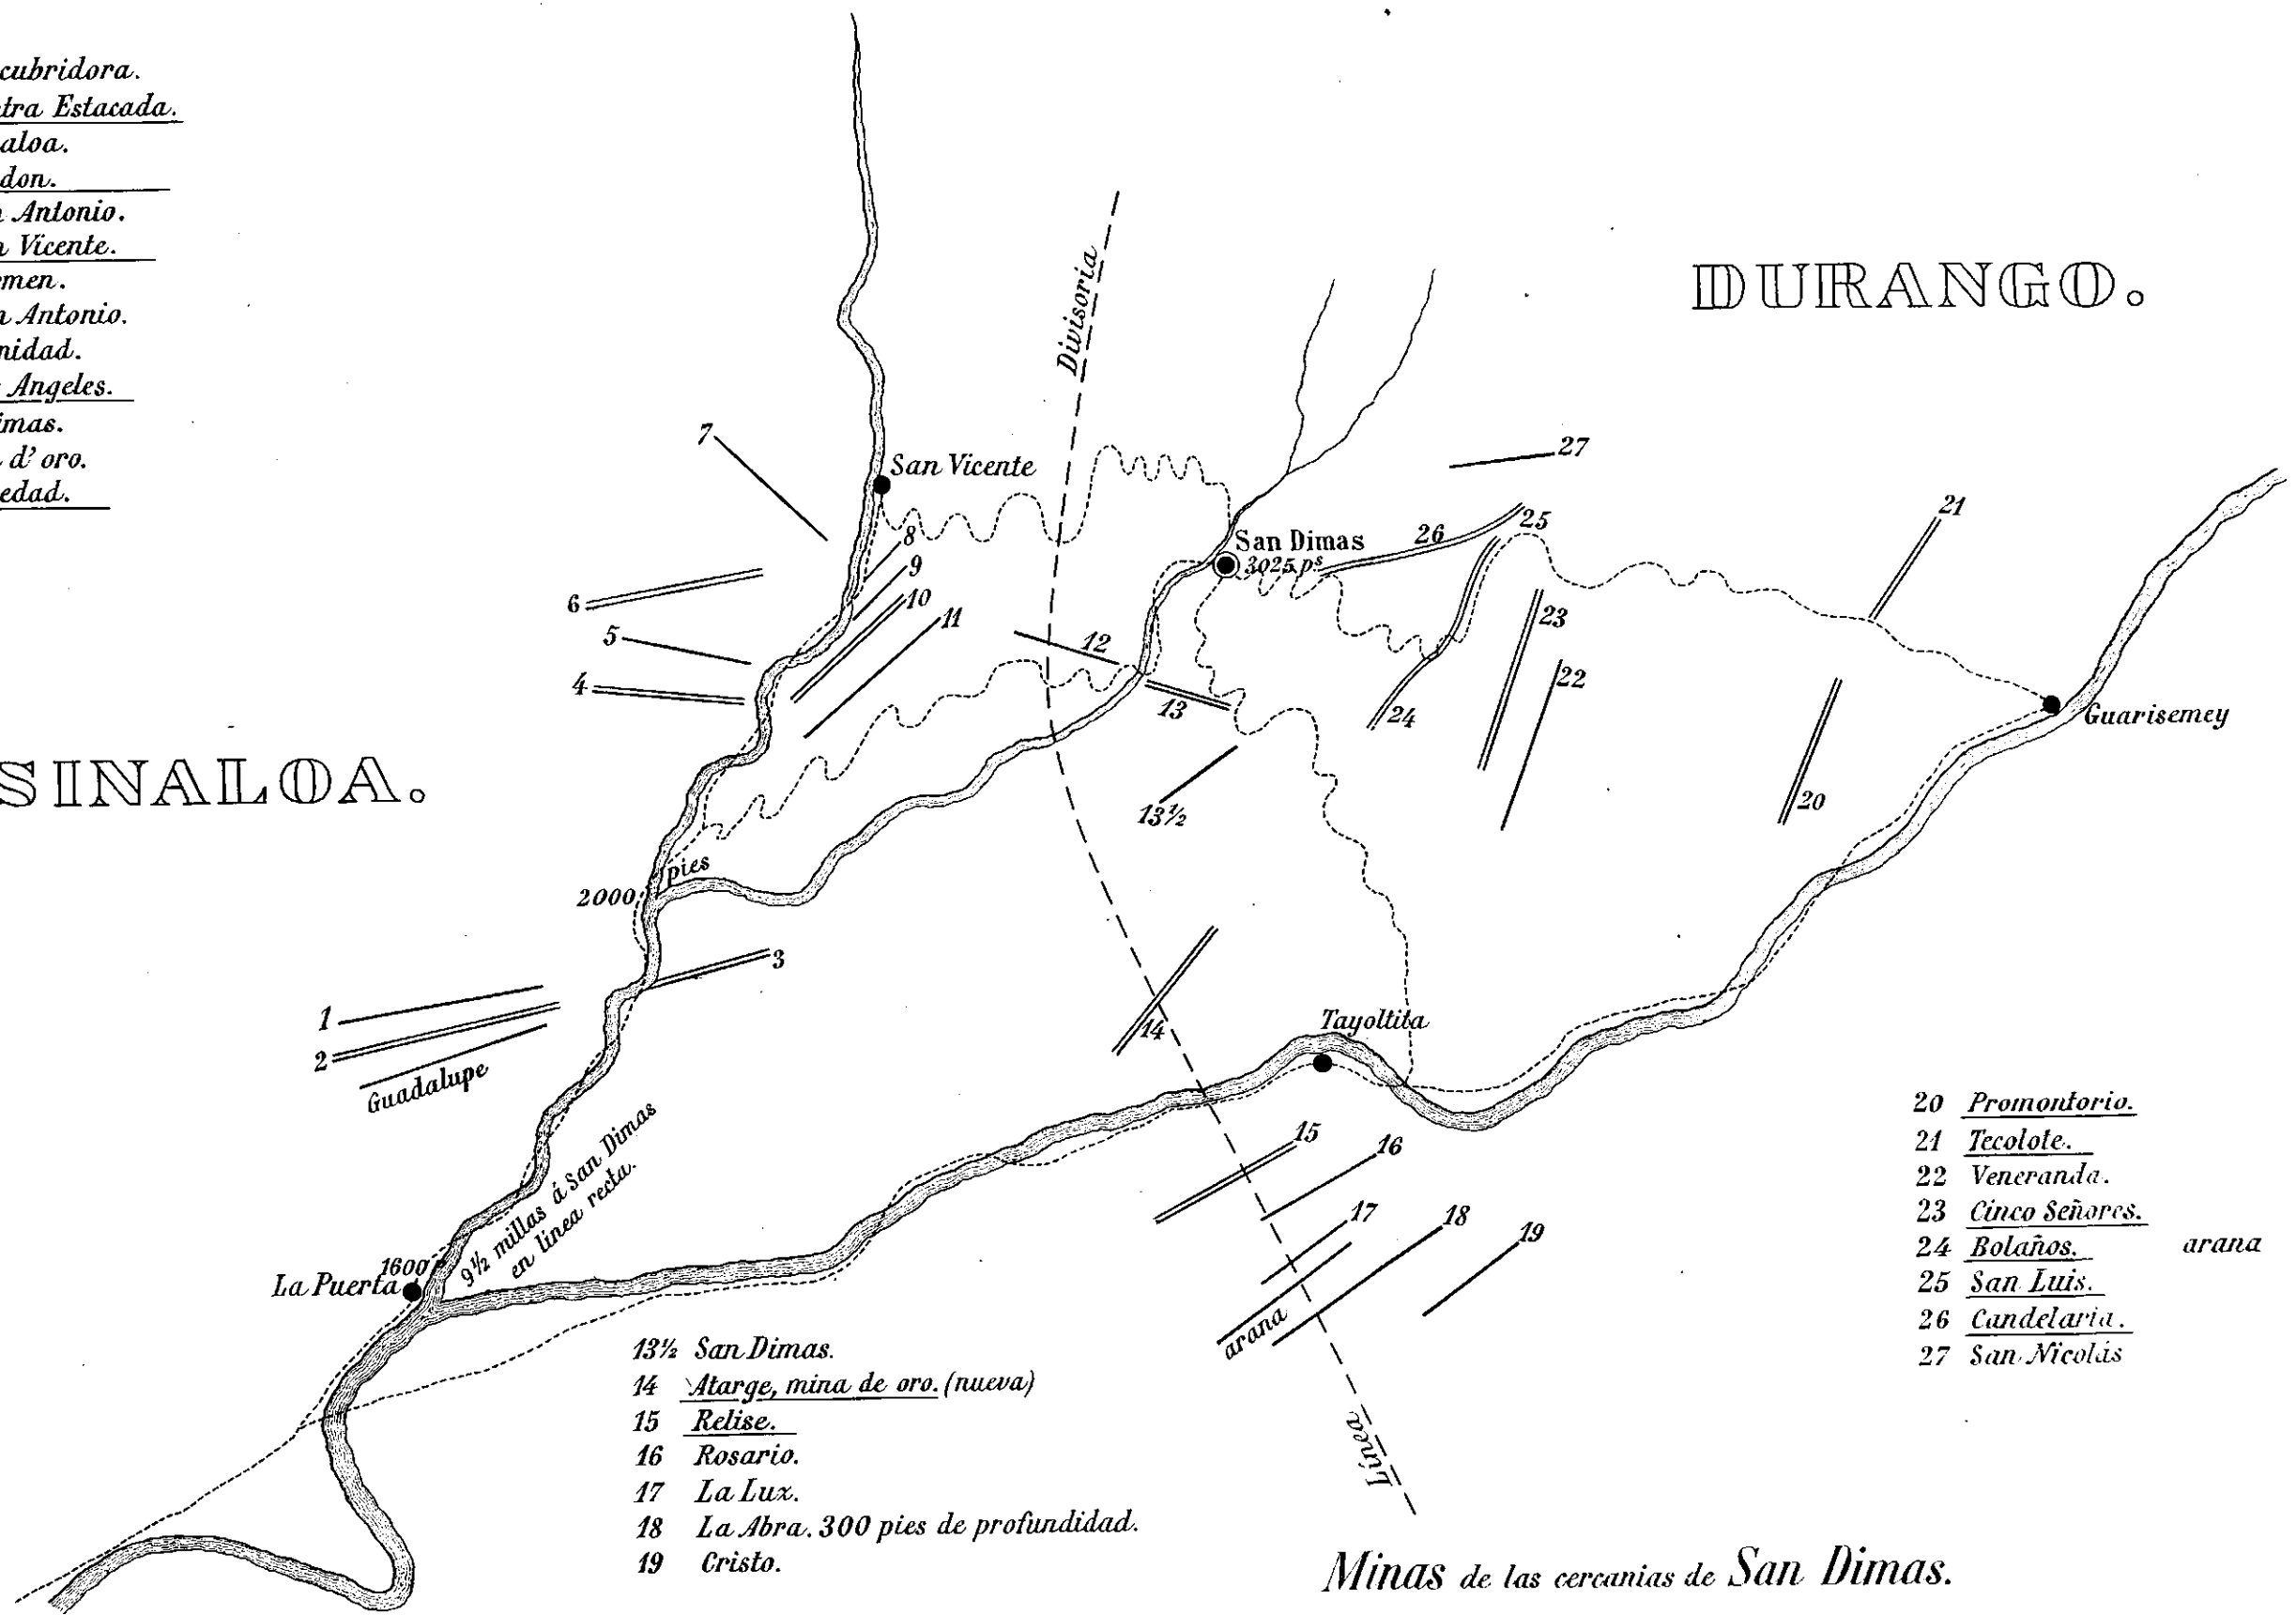 cubridora.
tra Estacada.
aloa.
don.
Antonio.
Vicente.
men.
Antonio.
nidad.
Angeles.
imas.
d' oro.
edad.
DURANGO.
SINALOA.
Divisoria
7
San Vicente
27
21
8
9
10
11
6
5
4
San Dimas
3025 ps
26
25
23
22
24
12
13
13½
20
Guarisemey
pies
2000
3
1
2
Guadalupe
14
Tayoltita
9½ millas á San Dimas
en linea recta.
1600
La Puerta
15
16
17
18
19
arana
Línea
13½ San Dimas.
14 Atarge, mina de oro. (nueva)
15 Relise.
16 Rosario.
17 La Lux.
18 La Abra. 300 pies de profundidad.
19 Cristo.
20 Promontorio.
21 Tecolote.
22 Veneranda.
23 Cinco Señores.
24 Bolaños. arana
25 San Luis.
26 Candelaria.
27 San Nicolás
Minas de las cercanias de San Dimas.